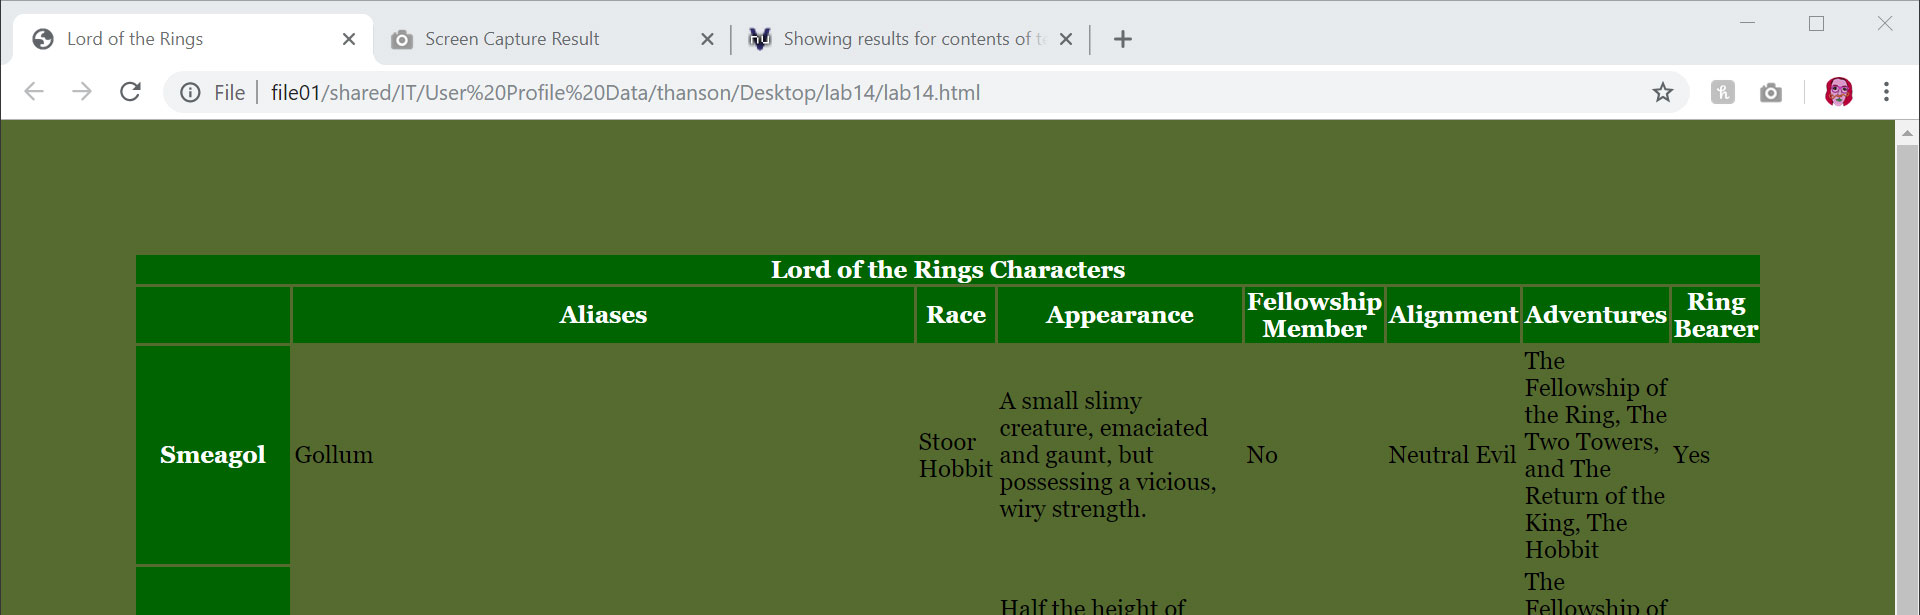 Lord of the Rings
Screen Capture Result
Showing results for contents of
File
file01/shared/IT/User%20Profile%20Data/thanson/Desktop/lab14/lab14.html
Lord of the Rings Characters
Aliases
Race
Appearance
Fellowship
Member
Alignment
Adventures
Ring
Bearer
Smeagol
Gollum
Stoor
Hobbit
A small slimy
creature, emaciated
and gaunt, but
possessing a vicious,
wiry strength.
No
Neutral Evil
The
Fellowship of
the Ring, The
Two Towers,
and The
Return of the
King, The
Hobbit
Yes
Half the height of
The
Fellowship of